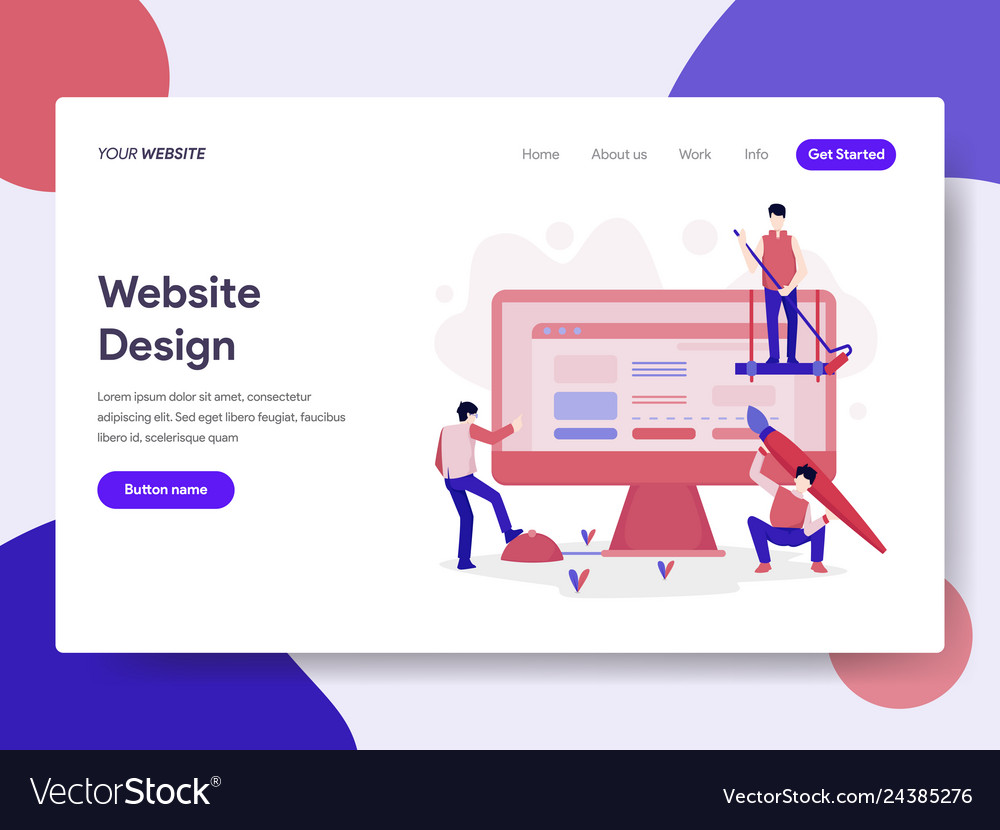 YOUR WEBSITE
Home About us Work Info Get Started
Website
Design
Lorem ipsum dolor sit amet, consectetur
adipiscing elit. Sed eget libero feugiat, faucibus
libero id, scelerisque quam
Button name
VectorStock®
VectorStock.com/24385276